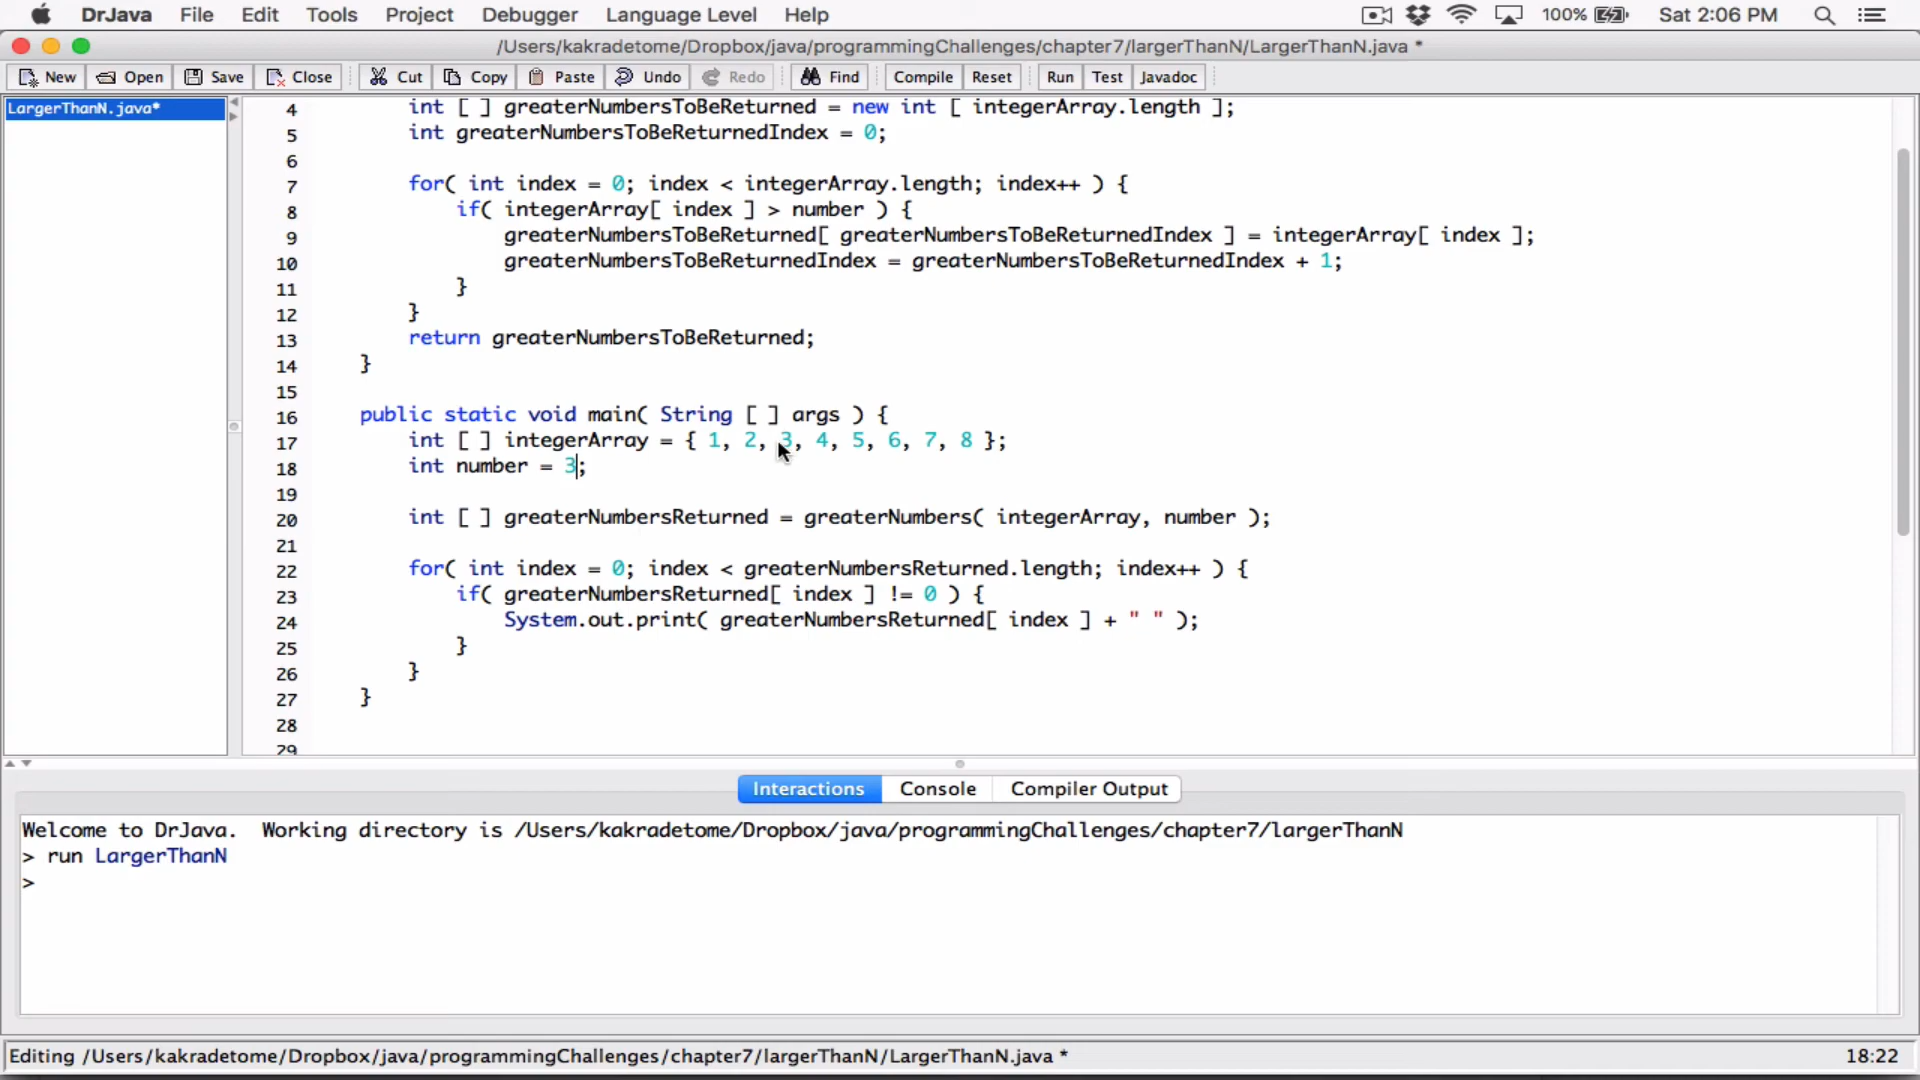 DrJava File Edit Tools Project Debugger Language Level Help 100% Sat 2:06 PM
/Users/kakradetome/Dropbox/java/programmingChallenges/chapter7/largerThanN/LargerThanN.java *
New Open Save Close Cut Copy Paste Undo Redo Find Compile Reset Run Test Javadoc
LargerThanN.java*
4 int [ ] greaterNumbersToBeReturned = new int [ integerArray.length ];
5 int greaterNumbersToBeReturnedIndex = 0;
6
7 for( int index = 0; index < integerArray.length; index++ ) {
8 if( integerArray[ index ] > number ) {
9 greaterNumbersToBeReturned[ greaterNumbersToBeReturnedIndex ] = integerArray[ index ];
10 greaterNumbersToBeReturnedIndex = greaterNumbersToBeReturnedIndex + 1;
11 }
12 }
13 return greaterNumbersToBeReturned;
14 }
15
16 public static void main( String [ ] args ) {
17 int [ ] integerArray = { 1, 2, 3, 4, 5, 6, 7, 8 };
18 int number = 3;
19
20 int [ ] greaterNumbersReturned = greaterNumbers( integerArray, number );
21
22 for( int index = 0; index < greaterNumbersReturned.length; index++ ) {
23 if( greaterNumbersReturned[ index ] != 0 ) {
24 System.out.print( greaterNumbersReturned[ index ] + " " );
25 }
26 }
27 }
28
29
Interactions Console Compiler Output
Welcome to DrJava. Working directory is /Users/kakradetome/Dropbox/java/programmingChallenges/chapter7/largerThanN
> run LargerThanN
>
Editing /Users/kakradetome/Dropbox/java/programmingChallenges/chapter7/largerThanN/LargerThanN.java * 18:22